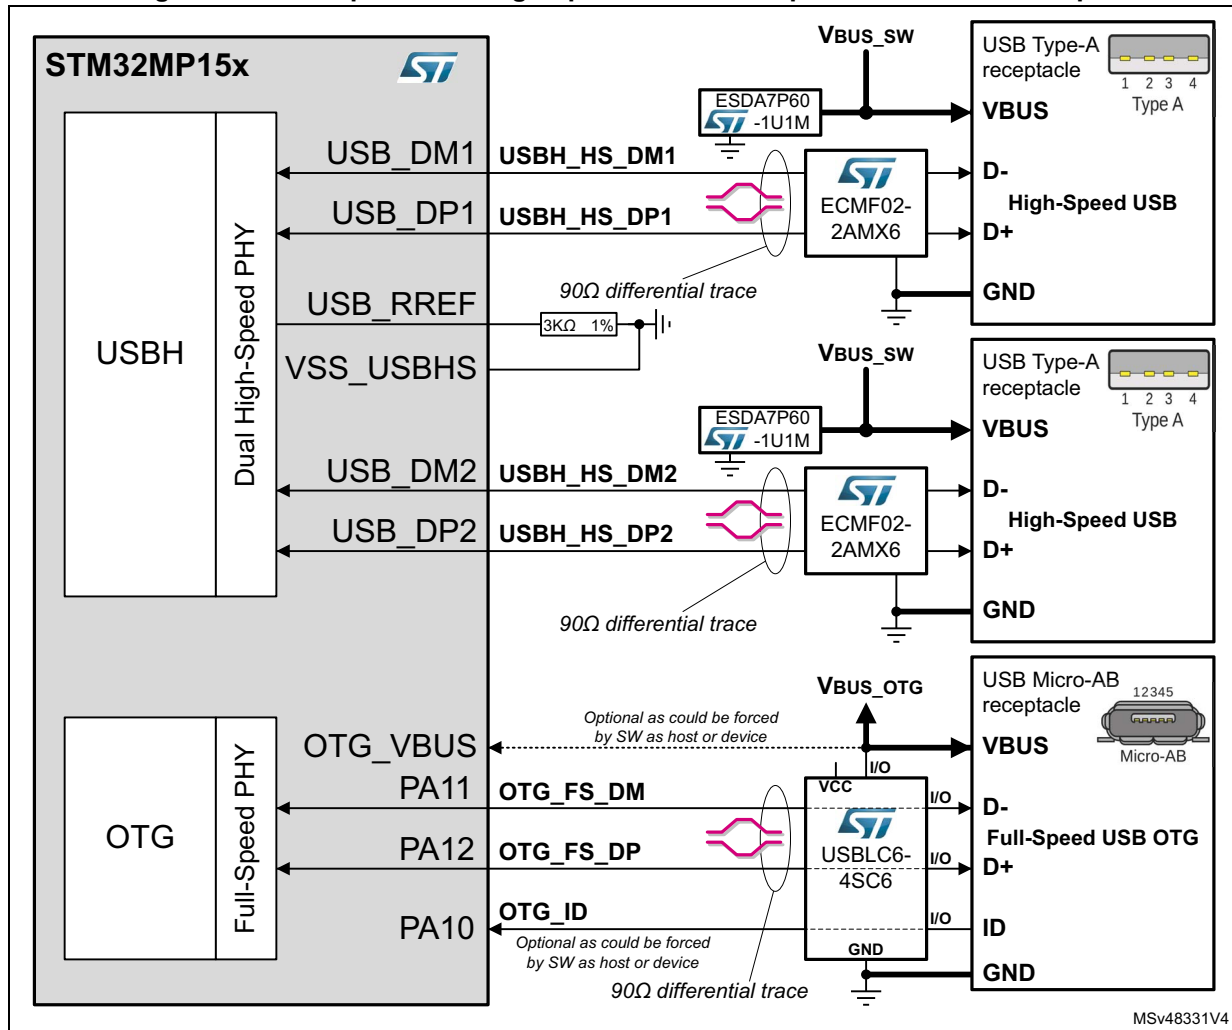 STM32MP15x
USBH
Dual High-Speed PHY
USB_DM1
USBH_HS_DM1
USB_DP1
USBH_HS_DP1
90Ω differential trace
USB_RREF
3KΩ 1%
VSS_USBHS
USB_DM2
USBH_HS_DM2
USB_DP2
USBH_HS_DP2
90Ω differential trace
VBUS_SW
ESDA7P60
ST -1U1M
ST
ECMF02-
2AMX6
USB Type-A
receptacle
1 2 3 4
Type A
VBUS
D-
High-Speed USB
D+
GND
VBUS_SW
ESDA7P60
ST -1U1M
ST
ECMF02-
2AMX6
USB Type-A
receptacle
1 2 3 4
Type A
VBUS
D-
High-Speed USB
D+
GND
OTG
Full-Speed PHY
OTG_VBUS
Optional as could be forced
by SW as host or device
PA11
OTG_FS_DM
PA12
OTG_FS_DP
PA10
OTG_ID
Optional as could be forced
by SW as host or device
90Ω differential trace
VBUS_OTG
I/O
VCC
ST
USBLC6-
4SC6
GND
I/O
I/O
I/O
USB Micro-AB
receptacle
12345
Micro-AB
VBUS
D-
Full-Speed USB OTG
D+
ID
GND
MSv48331V4